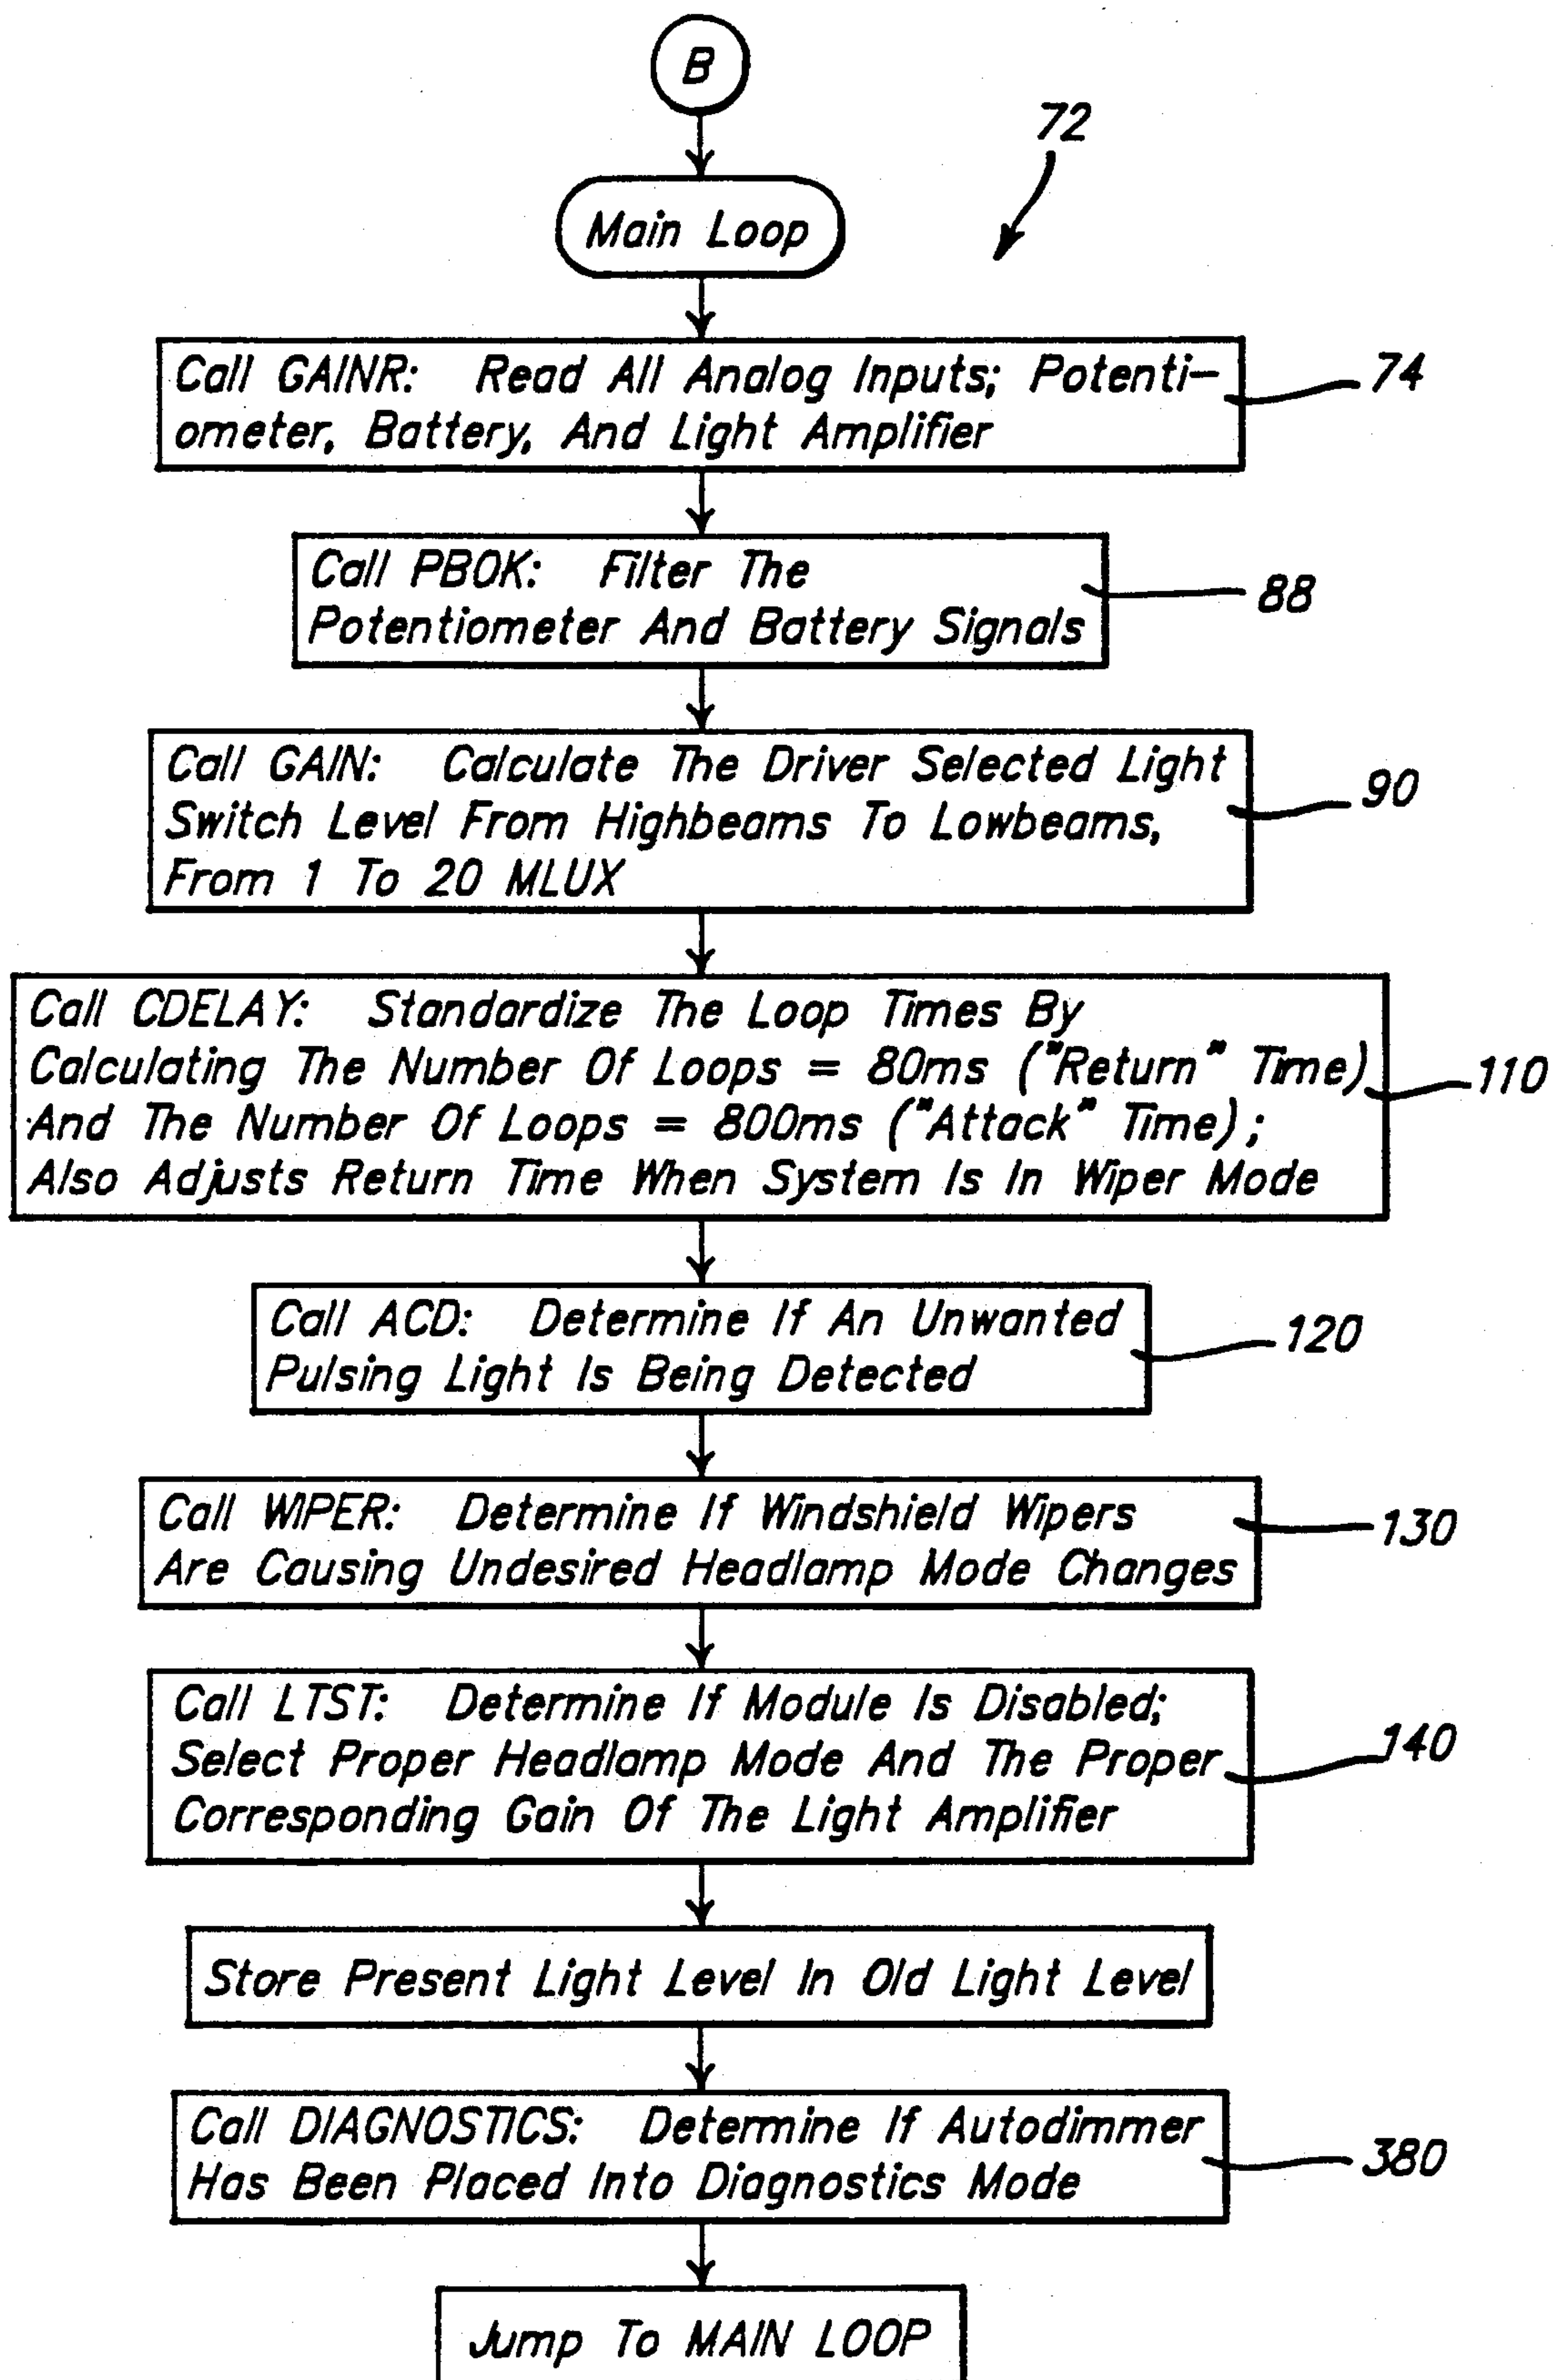 B
72
Main Loop
Call GAINR: Read All Analog Inputs; Potenti-
ometer, Battery, And Light Amplifier
74
Call PBOK: Filter The
Potentiometer And Battery Signals
88
Call GAIN: Calculate The Driver Selected Light
Switch Level From Highbeams To Lowbeams,
From 1 To 20 MLUX
90
Call CDELAY: Standardize The Loop Times By
Calculating The Number Of Loops = 80ms ("Return" Time)
And The Number Of Loops = 800ms ("Attack" Time);
Also Adjusts Return Time When System Is In Wiper Mode
110
Call ACD: Determine If An Unwanted
Pulsing Light Is Being Detected
120
Call WIPER: Determine If Windshield Wipers
Are Causing Undesired Headlamp Mode Changes
130
Call LTST: Determine If Module Is Disabled;
Select Proper Headlamp Mode And The Proper
Corresponding Gain Of The Light Amplifier
140
Store Present Light Level In Old Light Level
Call DIAGNOSTICS: Determine If Autodimmer
Has Been Placed Into Diagnostics Mode
380
Jump To MAIN LOOP